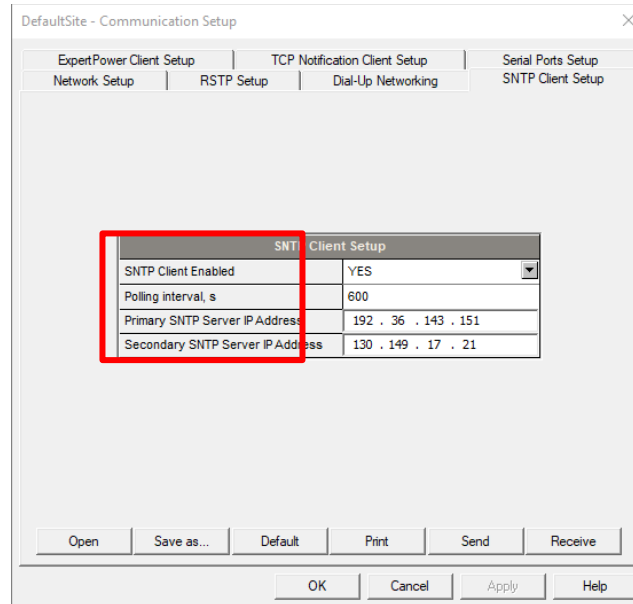 DefaultSite - Communication Setup
ExpertPower Client Setup TCP Notification Client Setup Serial Ports Setup
Network Setup RSTP Setup Dial-Up Networking SNTP Client Setup
SNTP Client Setup
SNTP Client Enabled YES
Polling interval, s 600
Primary SNTP Server IP Address 192 . 36 . 143 . 151
Secondary SNTP Server IP Address 130 . 149 . 17 . 21
Open Save as... Default Print Send Receive
OK Cancel Apply Help